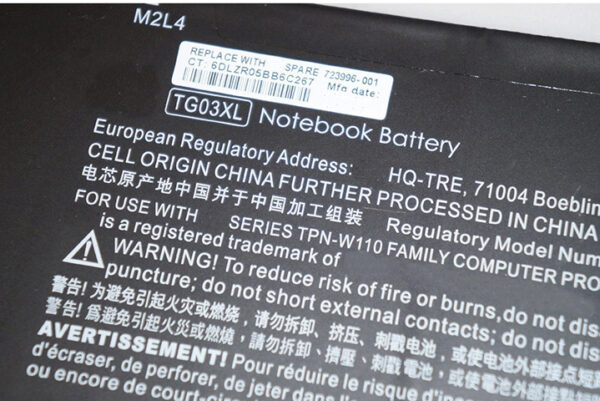 M2L4
REPLACE WITH SPARE 723996-001
CT: 6DLZR05BB6C267 Mfg date:
TG03XL Notebook Battery
European Regulatory Address: HQ-TRE, 71004 Boeblin
CELL ORIGIN CHINA FURTHER PROCESSED IN CHINA
电芯原产地中国并于中国加工组装 Regulatory Model Num
FOR USE WITH SERIES TPN-W110 FAMILY COMPUTER PRO
is a registered trademark of
WARNING! To reduce risk of fire or burns, do not disa
puncture; do not short external contacts; do not dis
警告! 为避免引起火灾或燃烧，请勿拆卸、挤压、刺戳电池，或使电池外部接点短路
警告! 爲避免引起火災或燃燒，請勿拆卸、擠壓、刺戳電池，或使電池外部接點
AVERTISSEMENT! Pour réduire le risque d'incen
d'écraser, de perforer, de jeter dans l'e
ou encore de court-circ